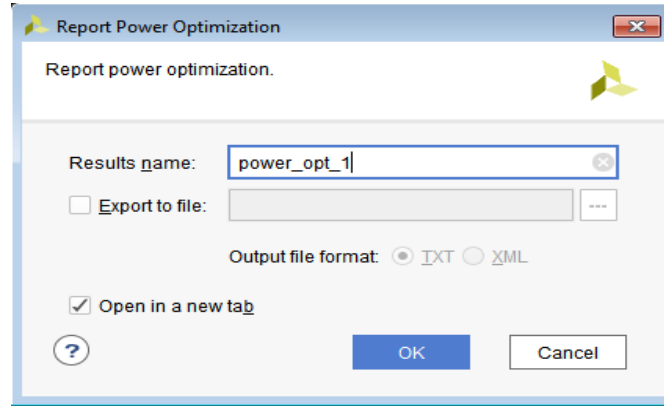 Report Power Optimization
Report power optimization.
Results name: power_opt_1
Export to file: ---
Output file format: TXT XML
Open in a new tab
? OK Cancel